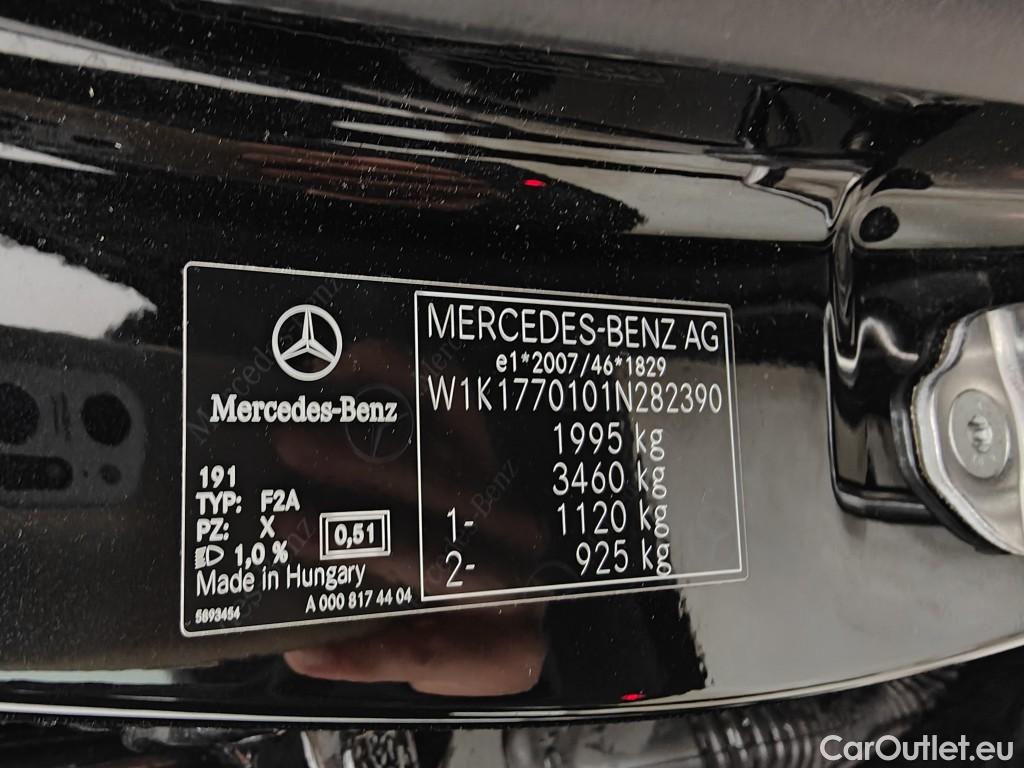 Mercedes-Benz
191
TYP: F2A
PZ: X
1,0 %
0,51
Made in Hungary
5893454
A 000 817 44 04
MERCEDES-BENZ AG
e1*2007/46*1829
W1K1770101N282390
1995 kg
3460 kg
1- 1120 kg
2- 925 kg
CarOutlet.eu